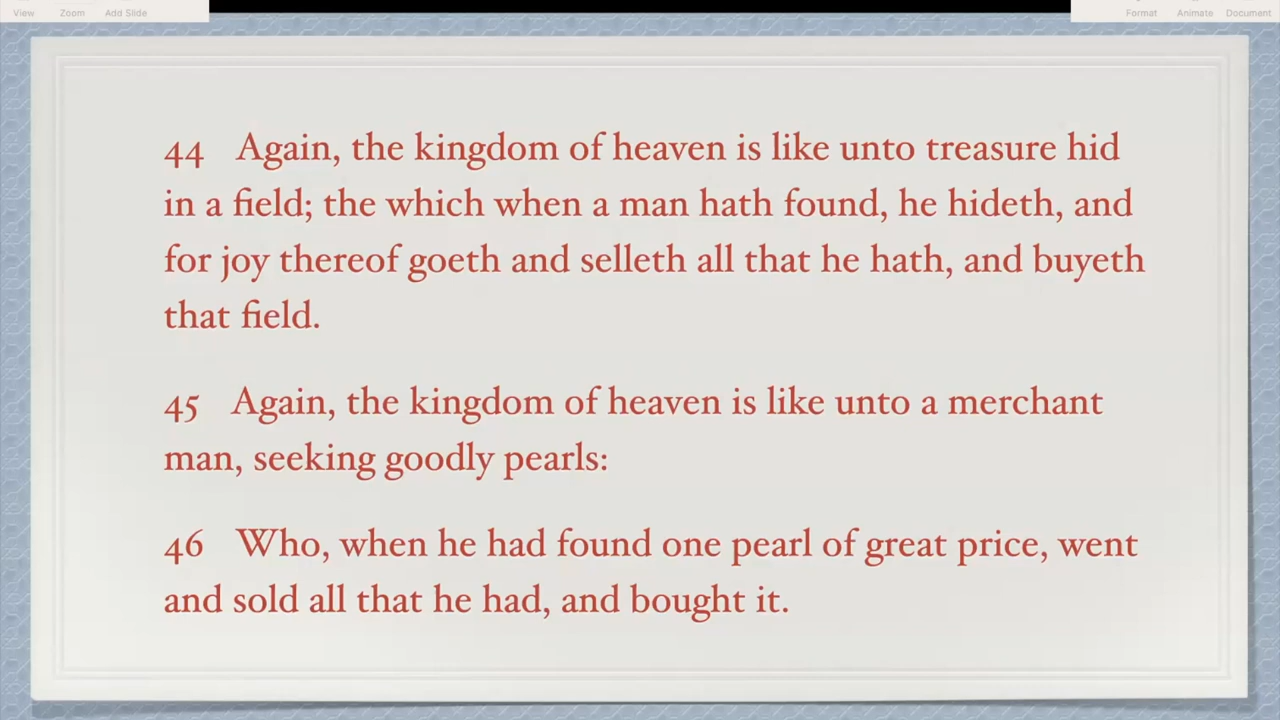 View Zoom Add Slide Format Animate Document
44 Again, the kingdom of heaven is like unto treasure hid
in a field; the which when a man hath found, he hideth, and
for joy thereof goeth and selleth all that he hath, and buyeth
that field.
45 Again, the kingdom of heaven is like unto a merchant
man, seeking goodly pearls:
46 Who, when he had found one pearl of great price, went
and sold all that he had, and bought it.